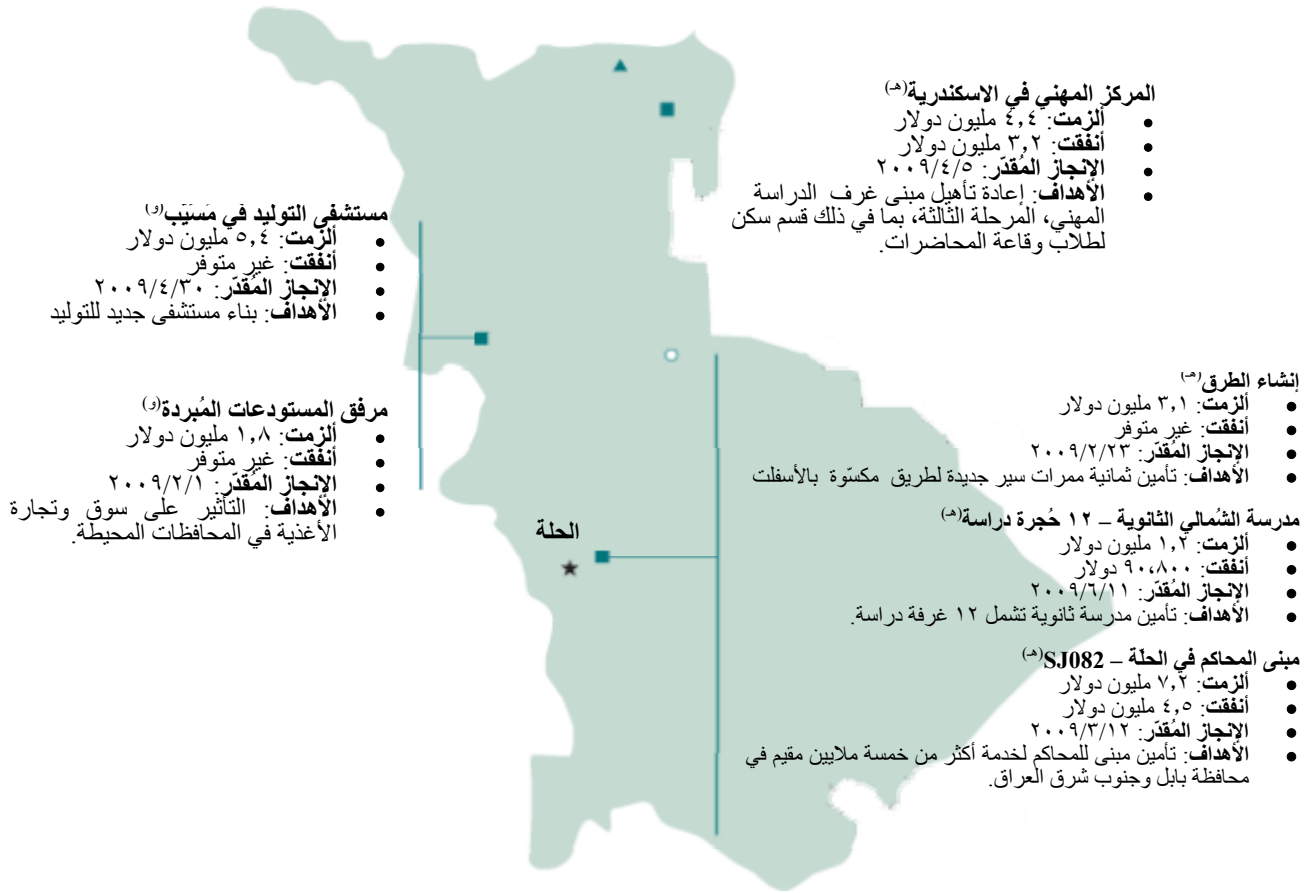 المركز المهني في الاسكندرية(هـ)
• ألزمت: ٤,٤ مليون دولار
• أنفقت: ٣,٢ مليون دولار
• الإنجاز المُقدّر: ٢٠٠٩/٤/٥
• الأهداف: إعادة تأهيل مبنى غرف الدراسة
المهني، المرحلة الثالثة، بما في ذلك قسم سكن
لطلاب وقاعة المحاضرات.
مستشفى التوليد في مُسَيّب(و)
• ألزمت: ٥,٤ مليون دولار
• أنفقت: غير متوفر
• الإنجاز المُقدّر: ٢٠٠٩/٤/٣٠
• الأهداف: بناء مستشفى جديد للتوليد
مرفق المستودعات المُبردة(و)
• ألزمت: ١,٨ مليون دولار
• أنفقت: غير متوفر
• الإنجاز المُقدّر: ٢٠٠٩/٢/١
• الأهداف: التأثير على سوق وتجارة
الأغذية في المحافظات المحيطة.
الحلة
إنشاء الطرق(هـ)
• ألزمت: ٣,١ مليون دولار
• أنفقت: غير متوفر
• الإنجاز المُقدّر: ٢٠٠٩/٢/٢٣
• الأهداف: تأمين ثمانية ممرات سير جديدة لطريق مكسّوة بالأسفلت
مدرسة الشُمالي الثانوية – ١٢ حُجرة دراسة(هـ)
• ألزمت: ١,٢ مليون دولار
• أنفقت: ٩٠،٨٠٠ دولار
• الإنجاز المُقدّر: ٢٠٠٩/٦/١١
• الأهداف: تأمين مدرسة ثانوية تشمل ١٢ غرفة دراسة.
مبنى المحاكم في الحلّة – SJ082(هـ)
• ألزمت: ٧,٢ مليون دولار
• أنفقت: ٤,٥ مليون دولار
• الإنجاز المُقدّر: ٢٠٠٩/٣/١٢
• الأهداف: تأمين مبنى للمحاكم لخدمة أكثر من خمسة ملايين مقيم في
محافظة بابل وجنوب شرق العراق.